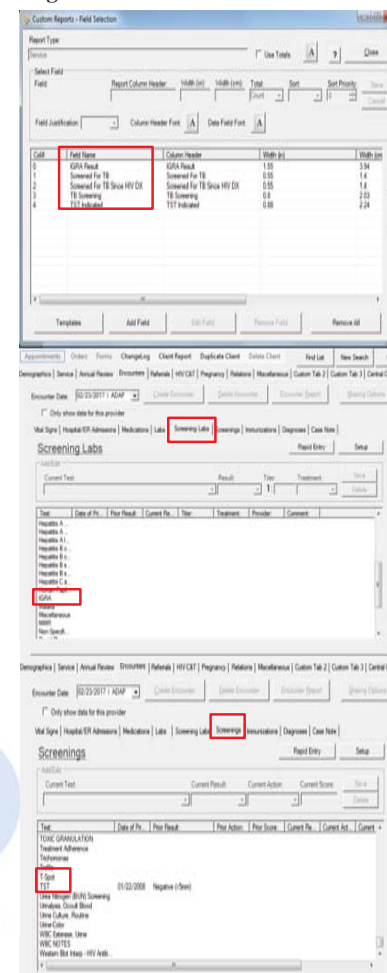 Custom Reports - Field Selection
Report Type:
Service
Use Totals
A
?
Close
Select Field
Field:
Report Column Header
Width (in)
Width (cm)
Total
Sort
Sort Priority
Save
Count
0
Cancel
Field Justification:
Column Header Font
A
Data Field Font
A
Col#
Field Name
Column Header
Width (in)
Width (cm
0 IGRA Result IGRA Result 1.55 3.94
1 Screened For TB Screened For TB 0.55 1.4
2 Screened For TB Since HIV DX Screened For TB Since HIV DX 0.55 1.4
3 TB Screening TB Screening 0.8 2.03
4 TST Indicated TST Indicated 0.88 2.24
Templates
Add Field
Edit Field
Remove Field
Remove All
Appointments Orders Forms ChangeLog Client Report Duplicate Client Delete Client Find List New Search
Demographics Service Annual Review Encounters Referrals HIV C&T Pregnancy Relations Miscellaneous Custom Tab 2 Custom Tab 3 Central
Encounter Date: 02/23/2017 : ADAP
Create Encounter
Delete Encounter
Encounter Report
Sharing Options
Only show data for this provider
Vital Signs Hospital/ER Admissions Medications Labs Screening Labs Screenings Immunizations Diagnoses Case Note
Screening Labs
Rapid Entry
Setup
Add/Edit
Current Test:
Result:
Titer
Treatment
Save
1:
Delete
Test Date of Pri... Prior Result Current Re... Titer Treatment Provider Comment
Hepatitis A ...
Hepatitis A ...
Hepatitis A I...
Hepatitis B c...
Hepatitis B c...
Hepatitis B s...
Hepatitis B s...
Hepatitis C a...
IGRA
Malaria
Miscellaneous
MMR
Non-Specifi...
Demographics Service Annual Review Encounters Referrals HIV C&T Pregnancy Relations Miscellaneous Custom Tab 2 Custom Tab 3 Central
Encounter Date: 02/23/2017 : ADAP
Create Encounter
Delete Encounter
Encounter Report
Sharing Options
Only show data for this provider
Vital Signs Hospital/ER Admissions Medications Labs Screening Labs Screenings Immunizations Diagnoses Case Note
Screenings
Rapid Entry
Setup
Add/Edit
Current Test:
Current Result:
Current Action:
Current Score:
Save
Delete
Test Date of Pri... Prior Result Prior Action Prior Score Current Re... Current Act... Current
TOXIC GRANULATION
Treatment Adherence
Trichomonas
T-Spot
TST 01/22/2008 Negative (<5mm)
Urea Nitrogen (BUN) Screening
Urinalysis, Occult Blood
Urine Culture, Routine
Urine Color
WBC Esterase, Urine
WBC NOTES
Western Blot Interp - HIV Antib...